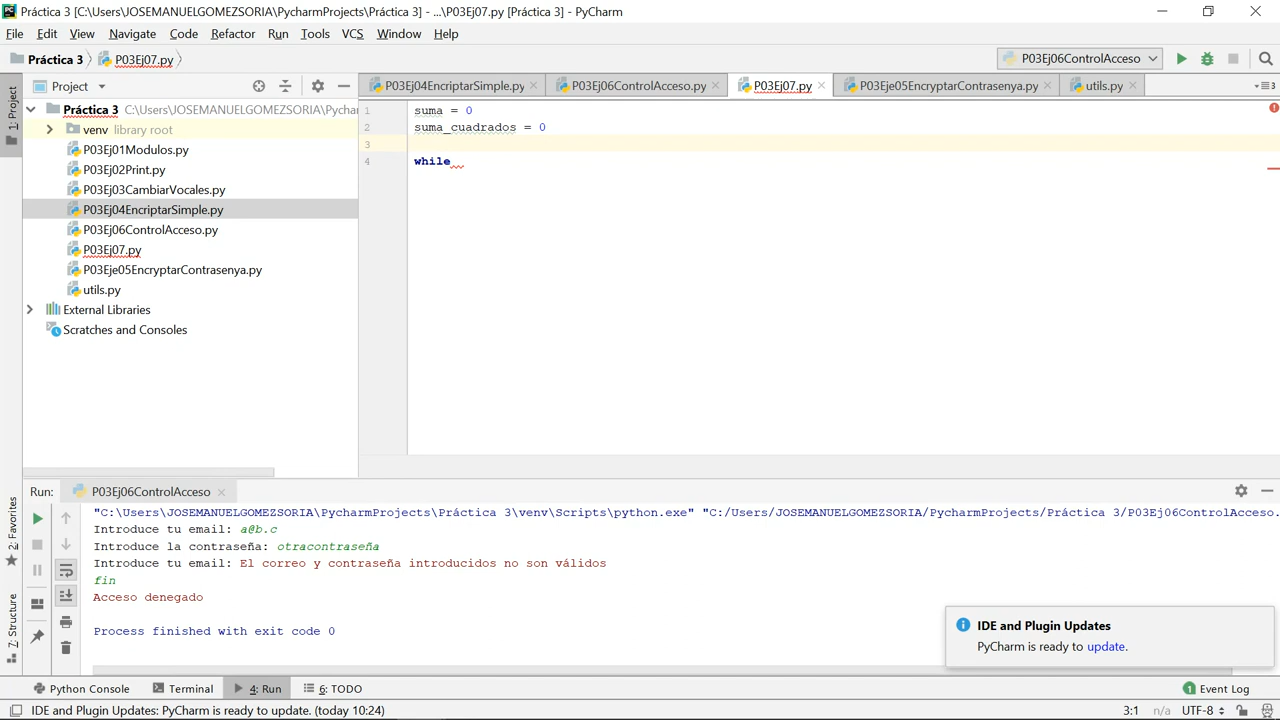 Práctica 3 [C:\Users\JOSEMANUELGOMEZSORIA\PycharmProjects\Práctica 3] - ...\P03Ej07.py [Práctica 3] - PyCharm
File Edit View Navigate Code Refactor Run Tools VCS Window Help
Práctica 3 P03Ej07.py P03Ej06ControlAcceso
1: Project
Project
P03Ej04EncriptarSimple.py P03Ej06ControlAcceso.py P03Ej07.py P03Eje05EncryptarContrasenya.py utils.py
Práctica 3 C:\Users\JOSEMANUELGOMEZSORIA\Pycha
venv library root
P03Ej01Modulos.py
P03Ej02Print.py
P03Ej03CambiarVocales.py
P03Ej04EncriptarSimple.py
P03Ej06ControlAcceso.py
P03Ej07.py
P03Eje05EncryptarContrasenya.py
utils.py
External Libraries
Scratches and Consoles
1 suma = 0
2 suma_cuadrados = 0
3
4 while
Run: P03Ej06ControlAcceso
"C:\Users\JOSEMANUELGOMEZSORIA\PycharmProjects\Práctica 3\venv\Scripts\python.exe" "C:/Users/JOSEMANUELGOMEZSORIA/PycharmProjects/Práctica 3/P03Ej06ControlAcceso.
Introduce tu email: a@b.c
Introduce la contraseña: otracontraseña
Introduce tu email: El correo y contraseña introducidos no son válidos
fin
Acceso denegado
Process finished with exit code 0
2: Favorites
7: Structure
IDE and Plugin Updates
PyCharm is ready to update.
Python Console Terminal 4: Run 6: TODO 1 Event Log
IDE and Plugin Updates: PyCharm is ready to update. (today 10:24) 3:1 n/a UTF-8